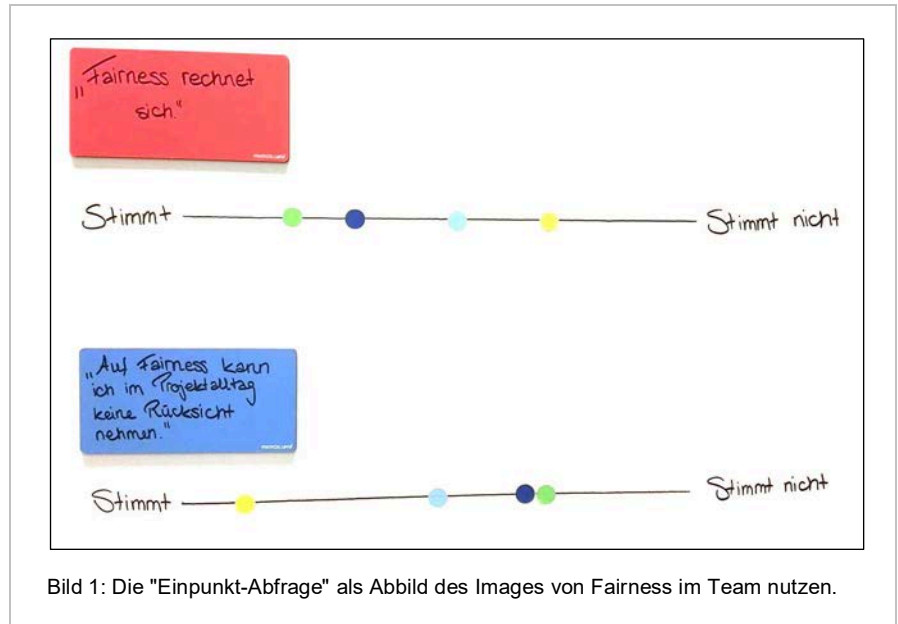 „Fairness rechnet
sich."
Stimmt
Stimmt nicht
„Auf Fairness kann
ich im Projektalltag
keine Rücksicht
nehmen."
Stimmt
Stimmt nicht
Bild 1: Die "Einpunkt-Abfrage" als Abbild des Images von Fairness im Team nutzen.